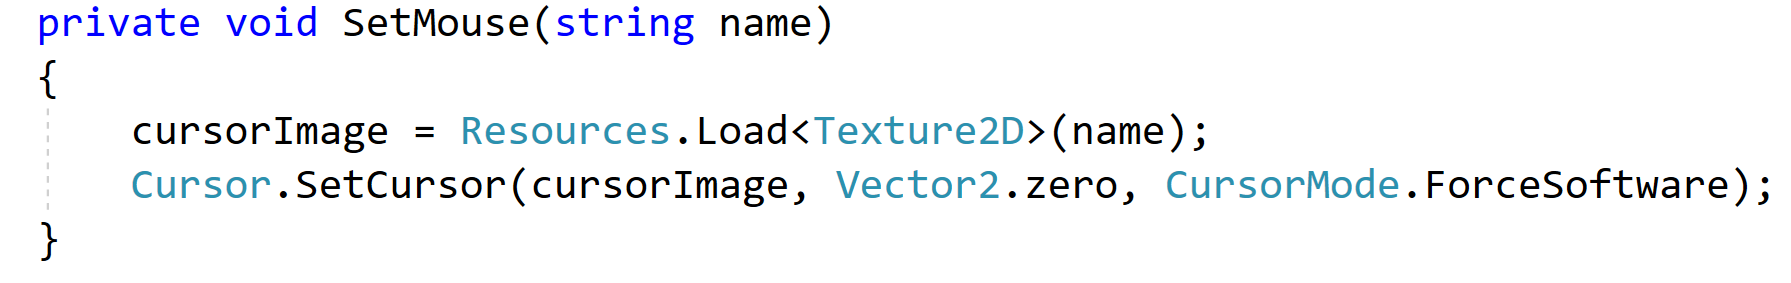 private void SetMouse(string name)
{
    cursorImage = Resources.Load<Texture2D>(name);
    Cursor.SetCursor(cursorImage, Vector2.zero, CursorMode.ForceSoftware);
}